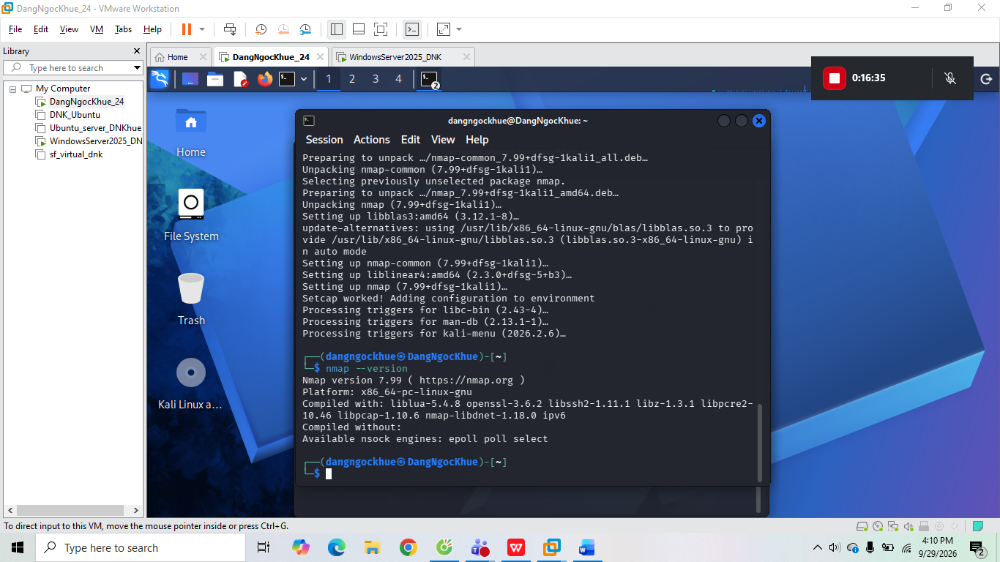 DangNgocKhue_24 - VMware Workstation
File Edit View VM Tabs Help
Library
Type here to search
My Computer
DangNgocKhue_24
DNK_Ubuntu
Ubuntu_server_DNKhue
WindowsServer2025_DN
sf_virtual_dnk
Home DangNgocKhue_24 WindowsServer2025_DNK
1 2 3 4 2
0:16:35
Home
File System
Trash
Kali Linux a...
dangngockhue@DangNgocKhue: ~
Session Actions Edit View Help
Preparing to unpack …/nmap-common_7.99+dfsg-1kali1_all.deb…
Unpacking nmap-common (7.99+dfsg-1kali1)…
Selecting previously unselected package nmap.
Preparing to unpack …/nmap_7.99+dfsg-1kali1_amd64.deb…
Unpacking nmap (7.99+dfsg-1kali1)…
Setting up libblas3:amd64 (3.12.1-8)…
update-alternatives: using /usr/lib/x86_64-linux-gnu/blas/libblas.so.3 to pro
vide /usr/lib/x86_64-linux-gnu/libblas.so.3 (libblas.so.3-x86_64-linux-gnu) i
n auto mode
Setting up nmap-common (7.99+dfsg-1kali1)…
Setting up liblinear4:amd64 (2.3.0+dfsg-5+b3)…
Setting up nmap (7.99+dfsg-1kali1)…
Setcap worked! Adding configuration to environment
Processing triggers for libc-bin (2.43-4)…
Processing triggers for man-db (2.13.1-1)…
Processing triggers for kali-menu (2026.2.6)…
┌──(dangngockhue㉿DangNgocKhue)-[~]
└─$ nmap --version
Nmap version 7.99 ( https://nmap.org )
Platform: x86_64-pc-linux-gnu
Compiled with: liblua-5.4.8 openssl-3.6.2 libssh2-1.11.1 libz-1.3.1 libpcre2-
10.46 libpcap-1.10.6 nmap-libdnet-1.18.0 ipv6
Compiled without:
Available nsock engines: epoll poll select
┌──(dangngockhue㉿DangNgocKhue)-[~]
└─$
To direct input to this VM, move the mouse pointer inside or press Ctrl+G.
Type here to search
4:10 PM
9/29/2026
2